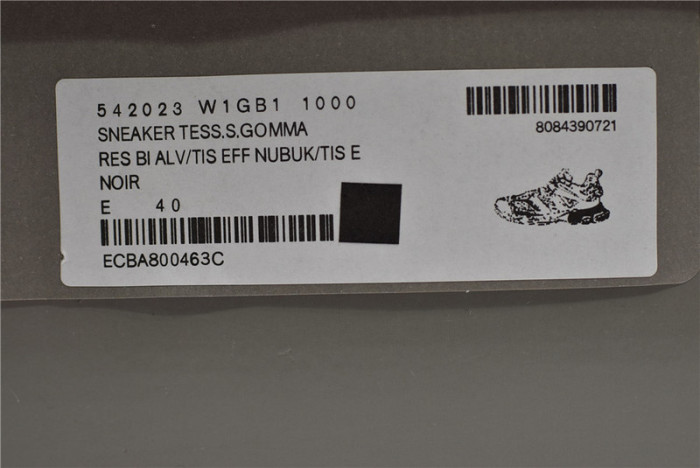 542023 W1GB1 1000
SNEAKER TESS.S.GOMMA
RES BI ALV/TIS EFF NUBUK/TIS E
NOIR
E 40
ECBA800463C
8084390721